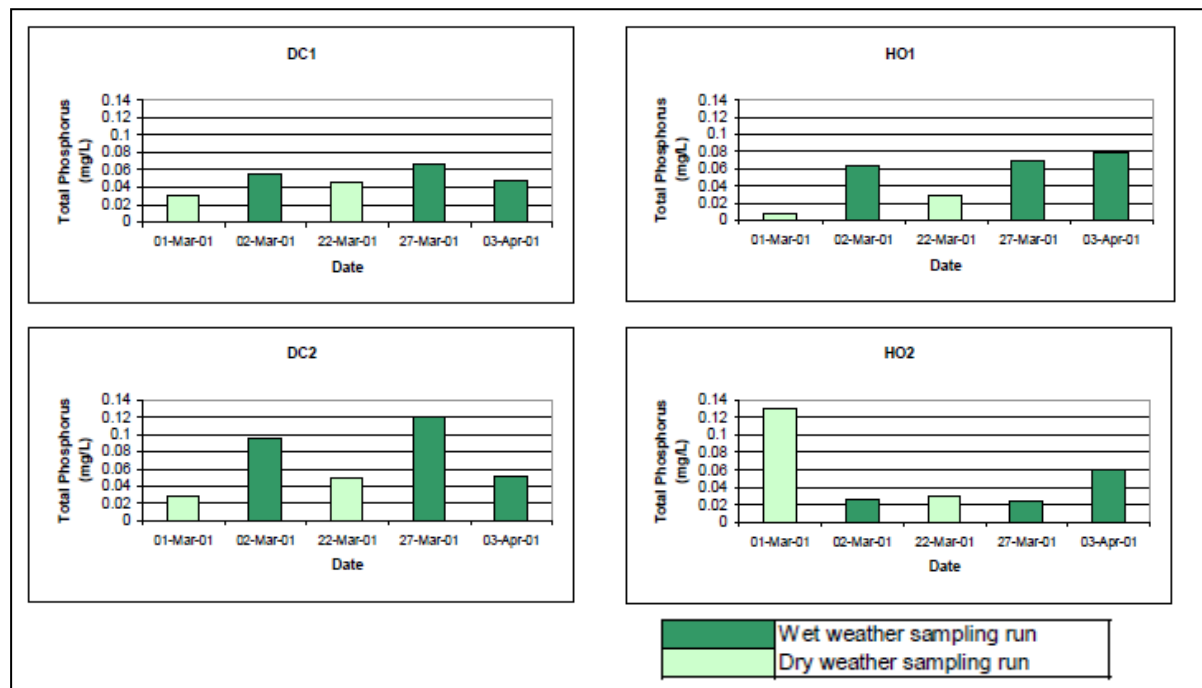 DC1
Total Phosphorus
(mg/L)
0.14
0.12
0.1
0.08
0.06
0.04
0.02
0
01-Mar-01 02-Mar-01 22-Mar-01 27-Mar-01 03-Apr-01
Date
HO1
Total Phosphorus
(mg/L)
0.14
0.12
0.1
0.08
0.06
0.04
0.02
0
01-Mar-01 02-Mar-01 22-Mar-01 27-Mar-01 03-Apr-01
Date
DC2
Total Phosphorus
(mg/L)
0.14
0.12
0.1
0.08
0.06
0.04
0.02
0
01-Mar-01 02-Mar-01 22-Mar-01 27-Mar-01 03-Apr-01
Date
HO2
Total Phosphorus
(mg/L)
0.14
0.12
0.1
0.08
0.06
0.04
0.02
0
01-Mar-01 02-Mar-01 22-Mar-01 27-Mar-01 03-Apr-01
Date
Wet weather sampling run
Dry weather sampling run